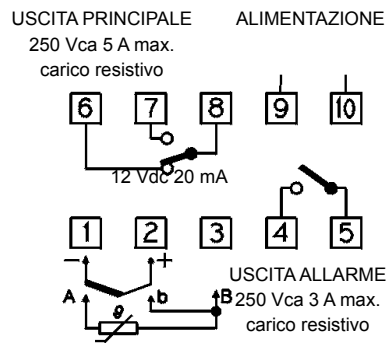 USCITA PRINCIPALE
250 Vca 5 A max.
carico resistivo
ALIMENTAZIONE
6 7 8 9 10
12 Vdc 20 mA
1 2 3 4 5
− +
A b B
ϑ
USCITA ALLARME
250 Vca 3 A max.
carico resistivo